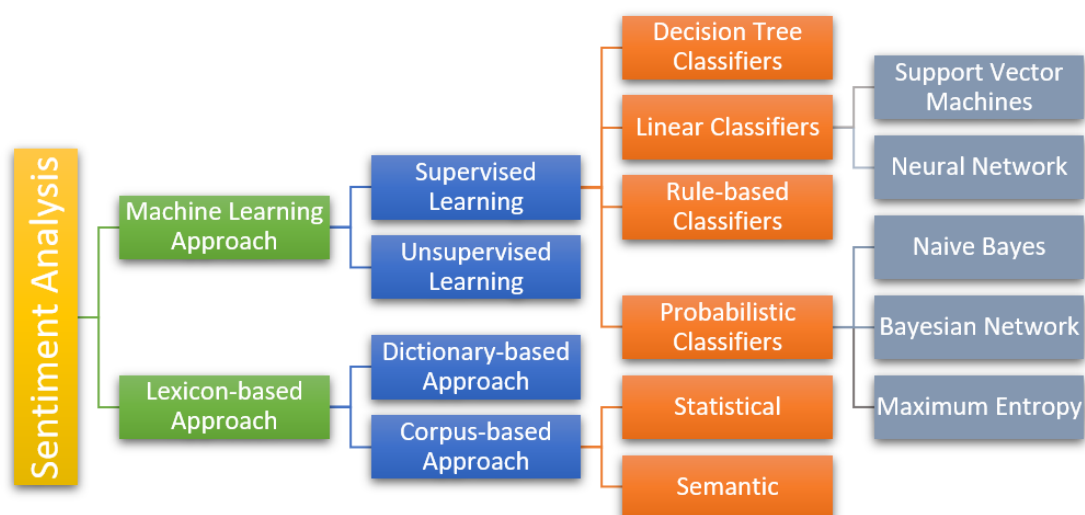 Sentiment Analysis
Machine Learning
Approach
Lexicon-based
Approach
Supervised
Learning
Unsupervised
Learning
Dictionary-based
Approach
Corpus-based
Approach
Decision Tree
Classifiers
Linear Classifiers
Rule-based
Classifiers
Probabilistic
Classifiers
Statistical
Semantic
Support Vector
Machines
Neural Network
Naive Bayes
Bayesian Network
Maximum Entropy